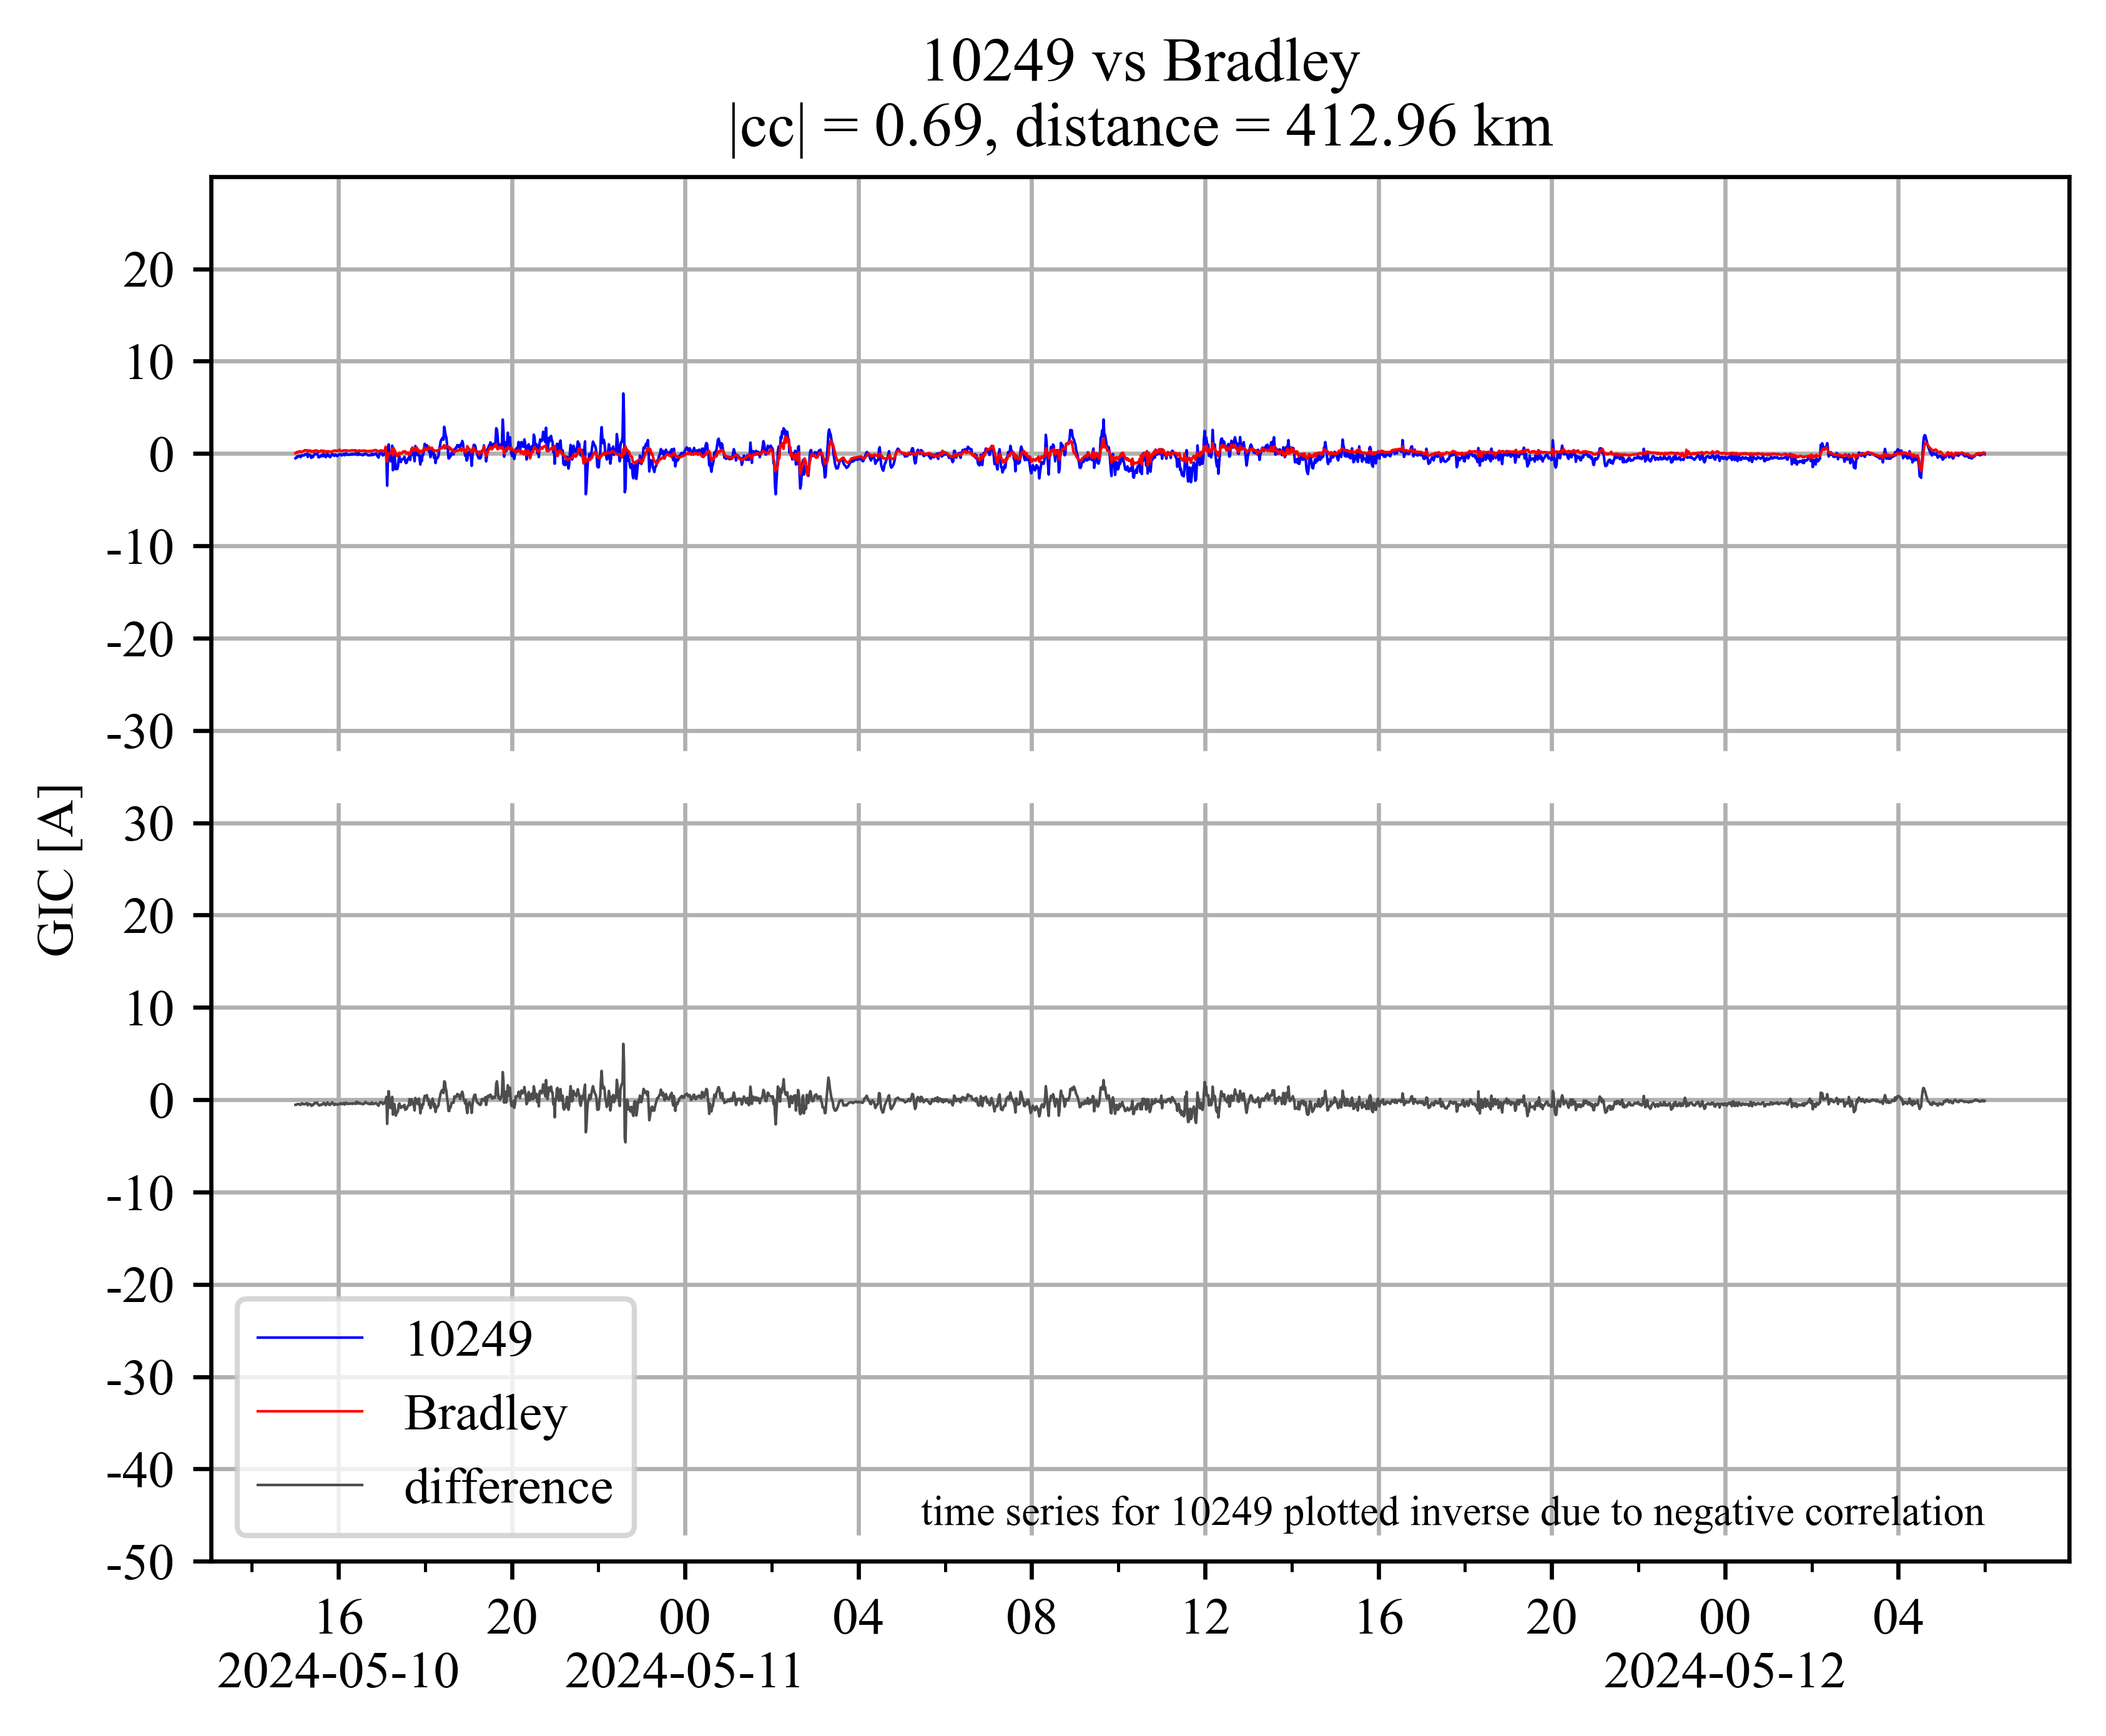 10249 vs Bradley
|cc| = 0.69, distance = 412.96 km
20
10
0
-10
-20
-30
30
20
10
0
-10
-20
-30
-40
-50
GIC [A]
10249
Bradley
difference
time series for 10249 plotted inverse due to negative correlation
16 20 00 04 08 12 16 20 00 04
2024-05-10 2024-05-11 2024-05-12